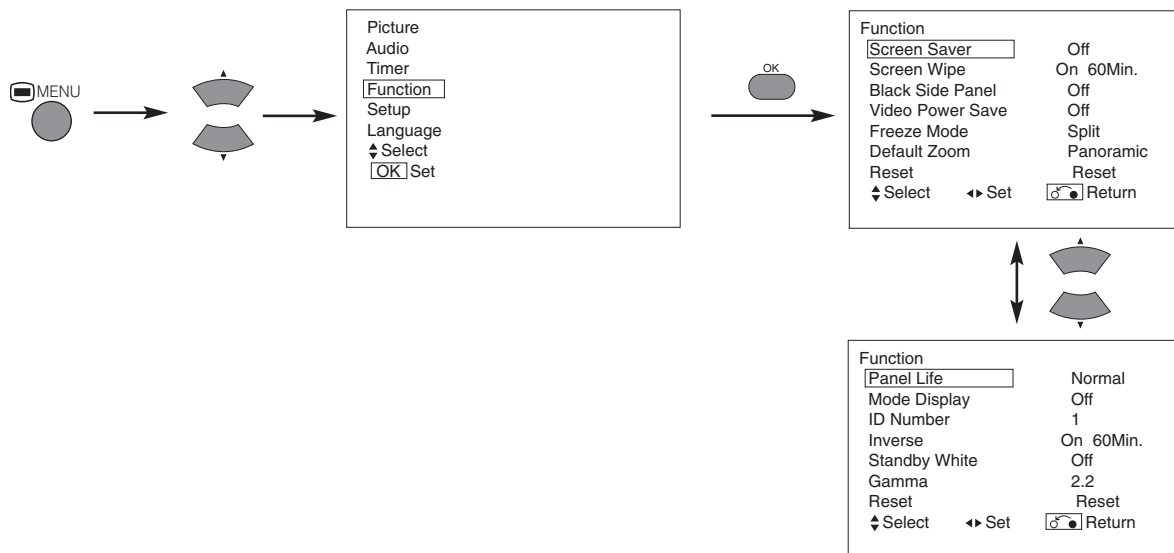 MENU
Picture
Audio
Timer
Function
Setup
Language
Select
OK Set
OK
Function
Screen Saver Off
Screen Wipe On 60Min.
Black Side Panel Off
Video Power Save Off
Freeze Mode Split
Default Zoom Panoramic
Reset Reset
Select Set Return
Function
Panel Life Normal
Mode Display Off
ID Number 1
Inverse On 60Min.
Standby White Off
Gamma 2.2
Reset Reset
Select Set Return